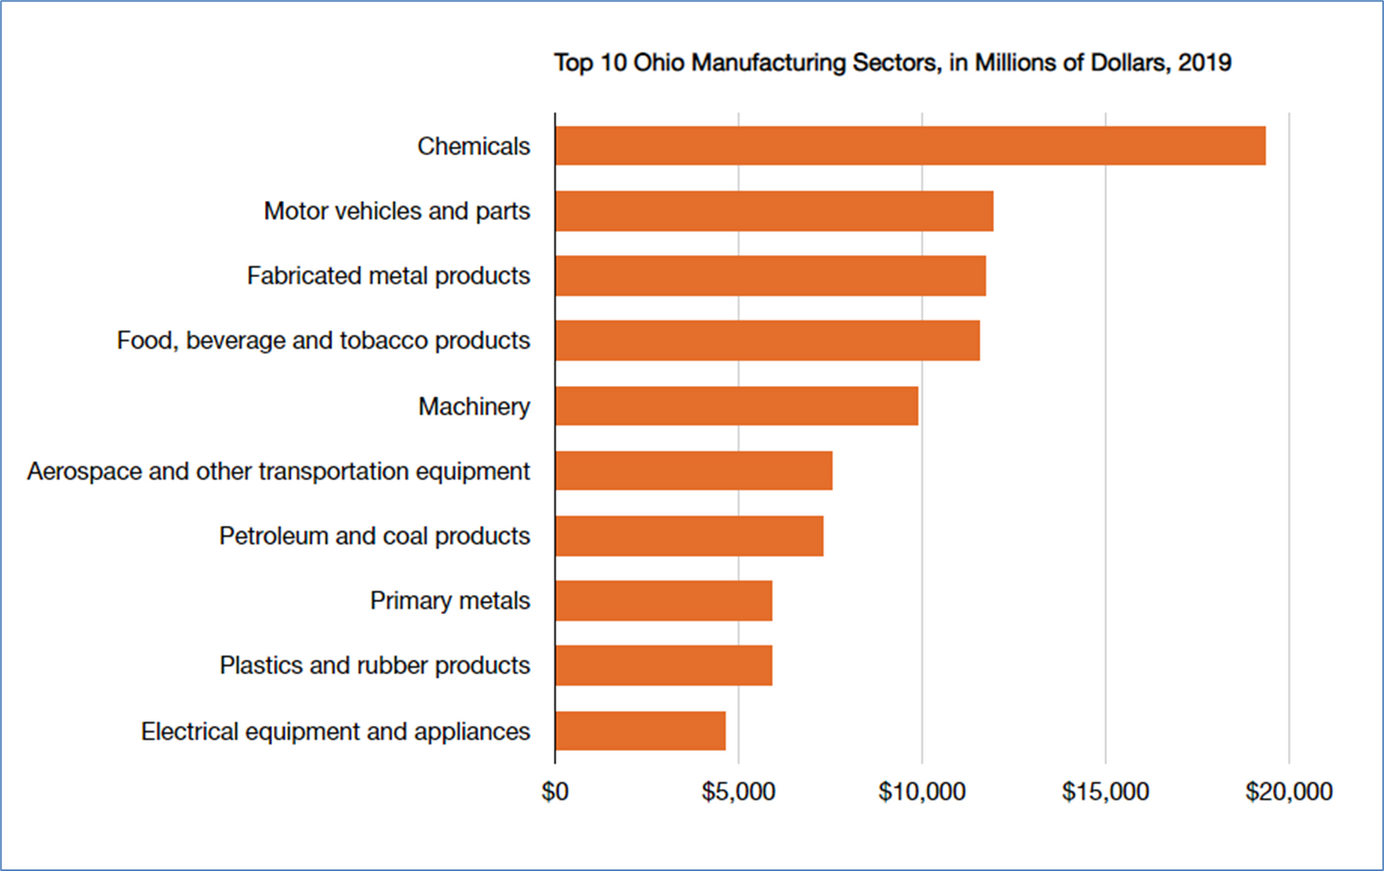 Top 10 Ohio Manufacturing Sectors, in Millions of Dollars, 2019
Chemicals
Motor vehicles and parts
Fabricated metal products
Food, beverage and tobacco products
Machinery
Aerospace and other transportation equipment
Petroleum and coal products
Primary metals
Plastics and rubber products
Electrical equipment and appliances
$0 $5,000 $10,000 $15,000 $20,000